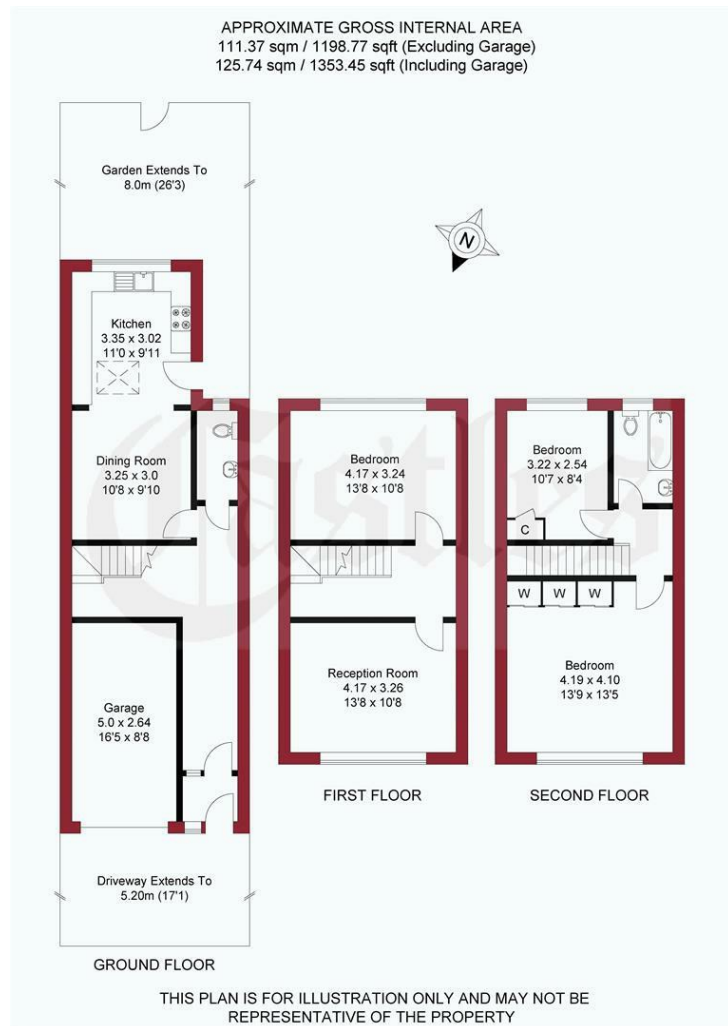 APPROXIMATE GROSS INTERNAL AREA
111.37 sqm / 1198.77 sqft (Excluding Garage)
125.74 sqm / 1353.45 sqft (Including Garage)
Garden Extends To
8.0m (26'3)
N
Kitchen
3.35 x 3.02
11'0 x 9'11
Dining Room
3.25 x 3.0
10'8 x 9'10
Garage
5.0 x 2.64
16'5 x 8'8
Driveway Extends To
5.20m (17'1)
GROUND FLOOR
Bedroom
4.17 x 3.24
13'8 x 10'8
Reception Room
4.17 x 3.26
13'8 x 10'8
FIRST FLOOR
Bedroom
3.22 x 2.54
10'7 x 8'4
C
W W W
Bedroom
4.19 x 4.10
13'9 x 13'5
SECOND FLOOR
Castles
THIS PLAN IS FOR ILLUSTRATION ONLY AND MAY NOT BE
REPRESENTATIVE OF THE PROPERTY